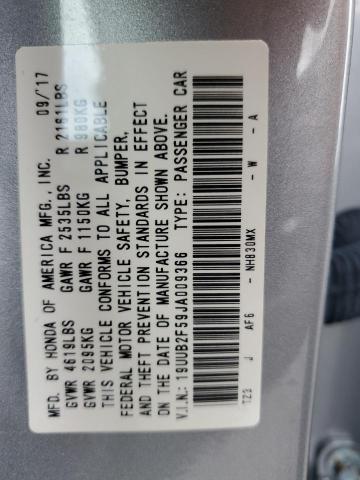 MFD. BY HONDA OF AMERICA MFG., INC. 09/'17
GVWR 4619LBS GAWR F 2535LBS R 2161LBS
GVWR 2095KG GAWR F 1150KG R 980KG
THIS VEHICLE CONFORMS TO ALL APPLICABLE
FEDERAL MOTOR VEHICLE SAFETY, BUMPER,
AND THEFT PREVENTION STANDARDS IN EFFECT
ON THE DATE OF MANUFACTURE SHOWN ABOVE.
V.I.N.: 19UUB2F59JA009366 TYPE: PASSENGER CAR
TZ3 J AF6 - NH830MX - W - A